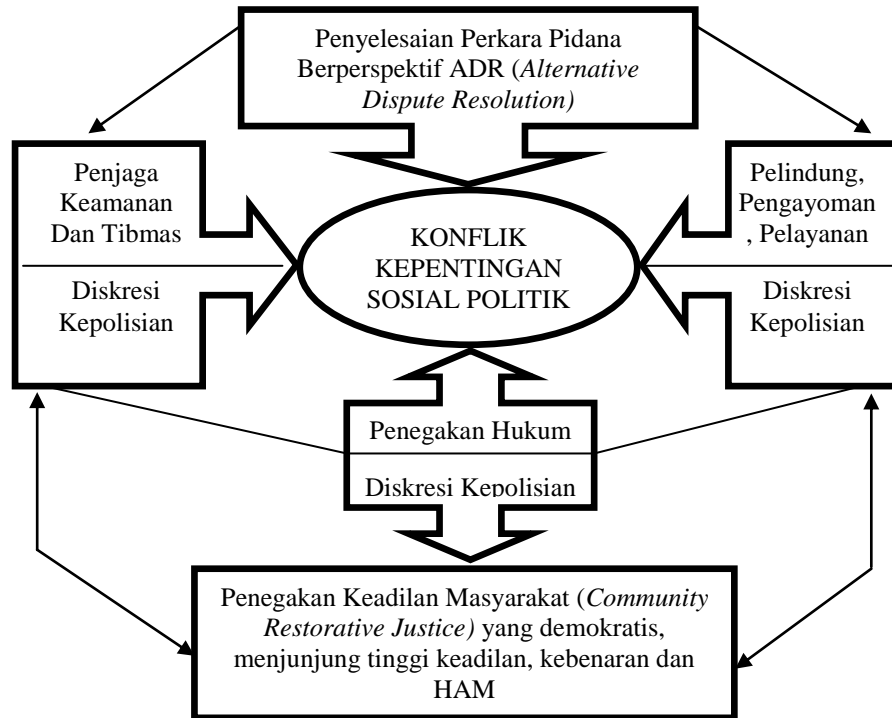 Penyelesaian Perkara Pidana
Berperspektif ADR (Alternative
Dispute Resolution)
Penjaga
Keamanan
Dan Tibmas
Diskresi
Kepolisian
KONFLIK
KEPENTINGAN
SOSIAL POLITIK
Pelindung,
Pengayoman
, Pelayanan
Diskresi
Kepolisian
Penegakan Hukum
Diskresi Kepolisian
Penegakan Keadilan Masyarakat (Community
Restorative Justice) yang demokratis,
menjunjung tinggi keadilan, kebenaran dan
HAM